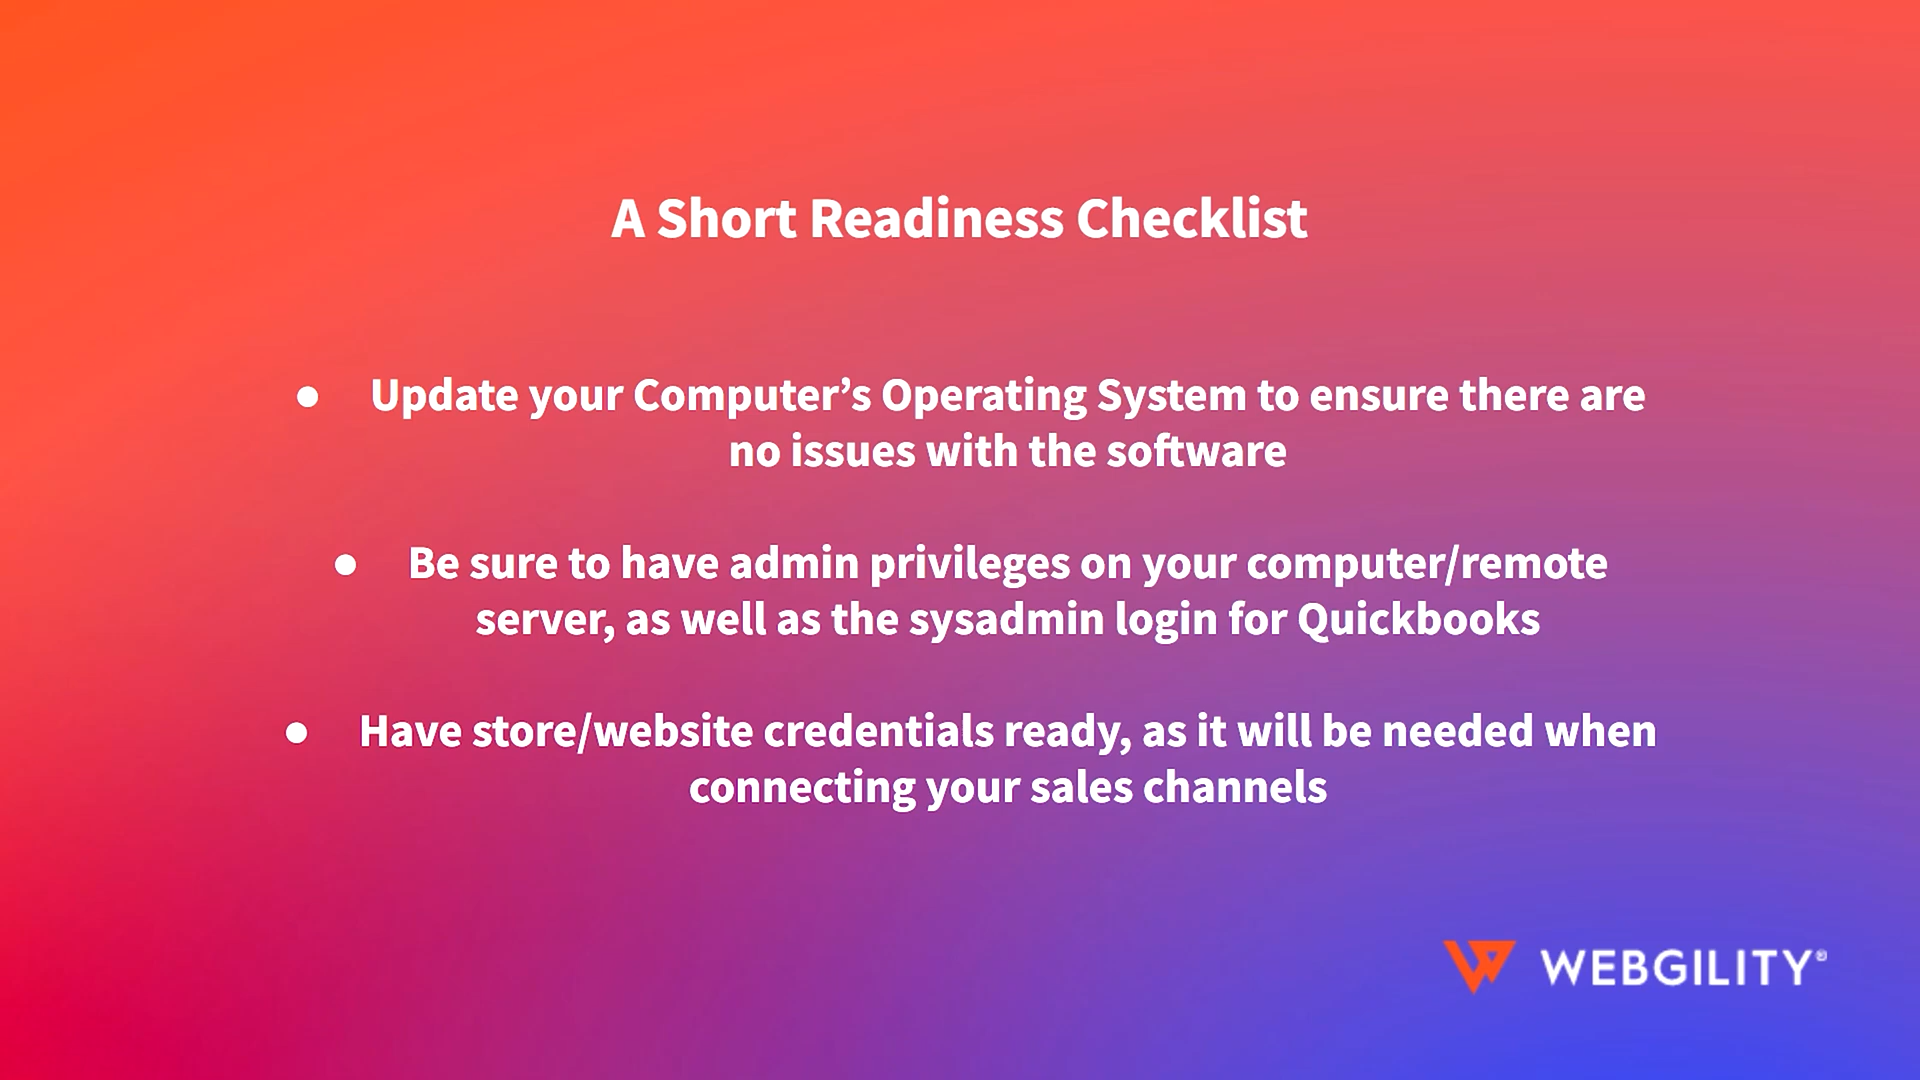 A Short Readiness Checklist
● Update your Computer’s Operating System to ensure there are
no issues with the software
● Be sure to have admin privileges on your computer/remote
server, as well as the sysadmin login for Quickbooks
● Have store/website credentials ready, as it will be needed when
connecting your sales channels
WEBGILITY®